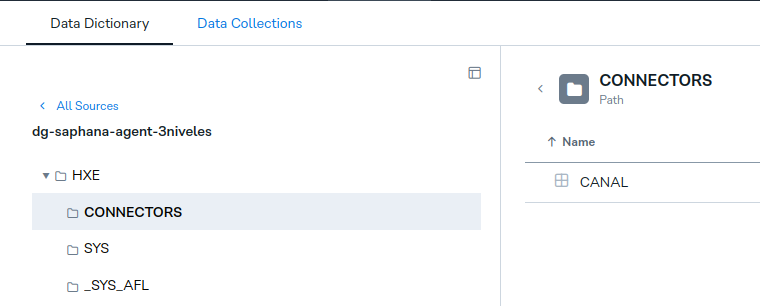 Data Dictionary
Data Collections
All Sources
dg-saphana-agent-3niveles
HXE
CONNECTORS
SYS
_SYS_AFL
CONNECTORS
Path
Name
CANAL